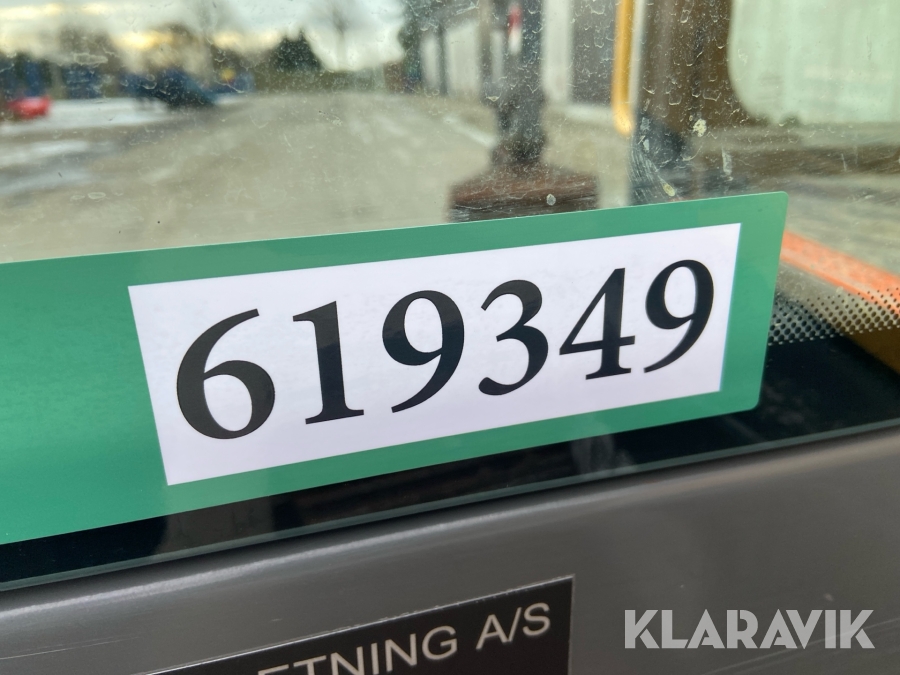 619349
ETNING A/S
KLARAVIK